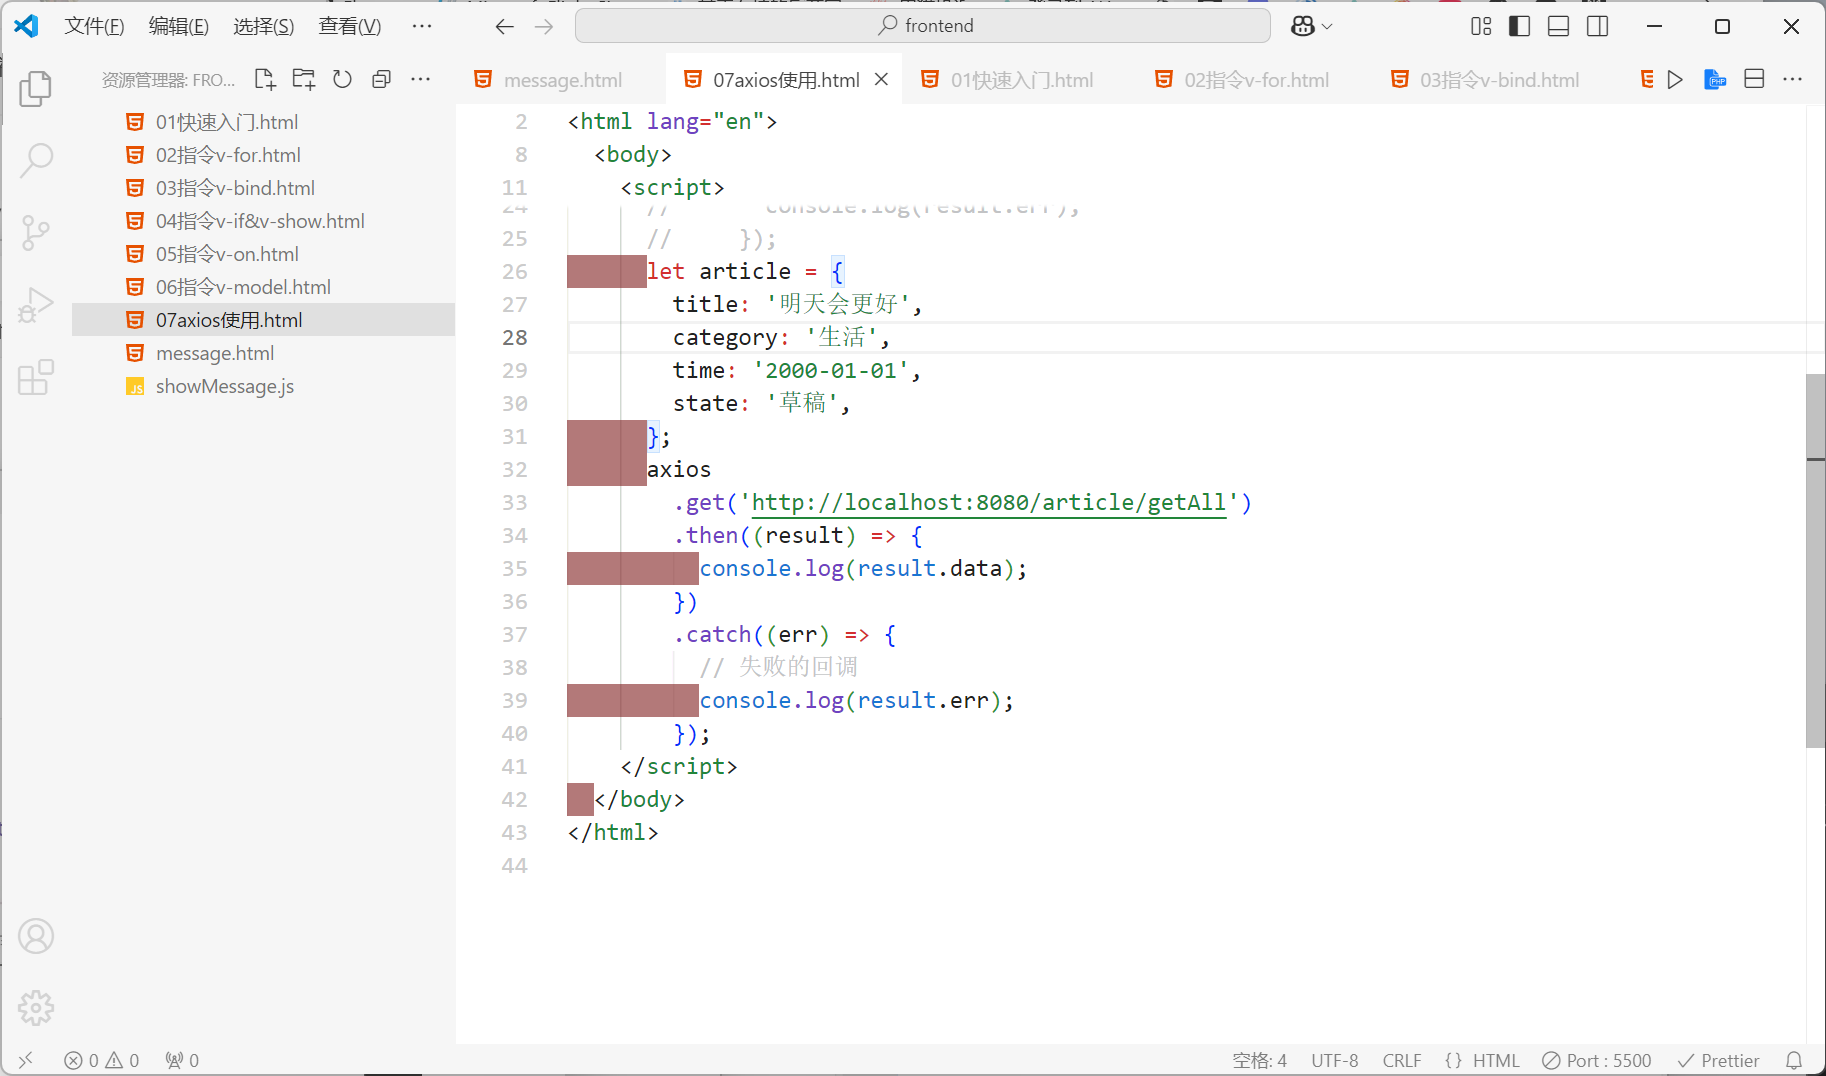 文件(F) 编辑(E) 选择(S) 查看(V) ··· frontend
资源管理器: FRO... ···
message.html 07axios使用.html 01快速入门.html 02指令v-for.html 03指令v-bind.html ···
01快速入门.html
02指令v-for.html
03指令v-bind.html
04指令v-if&v-show.html
05指令v-on.html
06指令v-model.html
07axios使用.html
message.html
showMessage.js
2 <html lang="en">
8 <body>
11 <script>
24 // console.log(result.err);
25 // });
26 let article = {
27 title: '明天会更好',
28 category: '生活',
29 time: '2000-01-01',
30 state: '草稿',
31 };
32 axios
33 .get('http://localhost:8080/article/getAll')
34 .then((result) => {
35 console.log(result.data);
36 })
37 .catch((err) => {
38 // 失败的回调
39 console.log(result.err);
40 });
41 </script>
42 </body>
43 </html>
44
0 0 0 空格: 4 UTF-8 CRLF {} HTML Port : 5500 Prettier